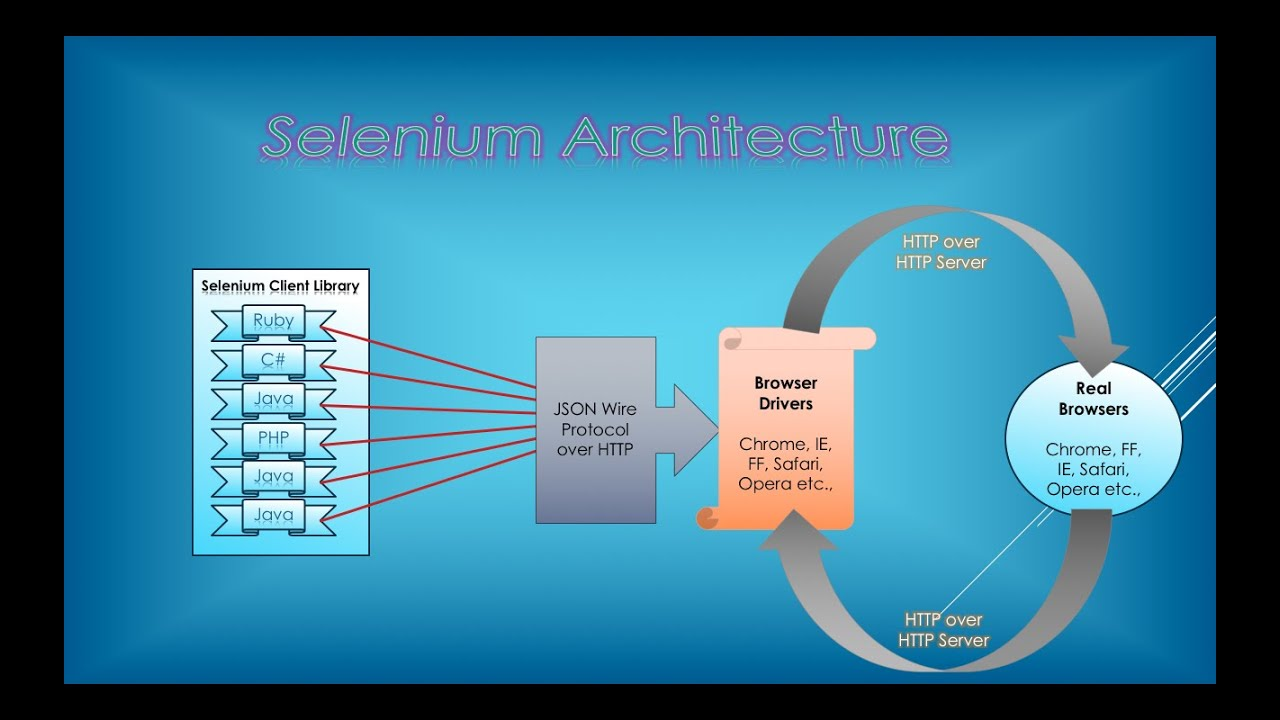 Selenium Architecture
Selenium Client Library
Ruby
C#
Java
PHP
Java
Java
JSON Wire
Protocol
over HTTP
Browser
Drivers
Chrome, IE,
FF, Safari,
Opera etc.,
HTTP over
HTTP Server
Real
Browsers
Chrome, FF,
IE, Safari,
Opera etc.,
HTTP over
HTTP Server